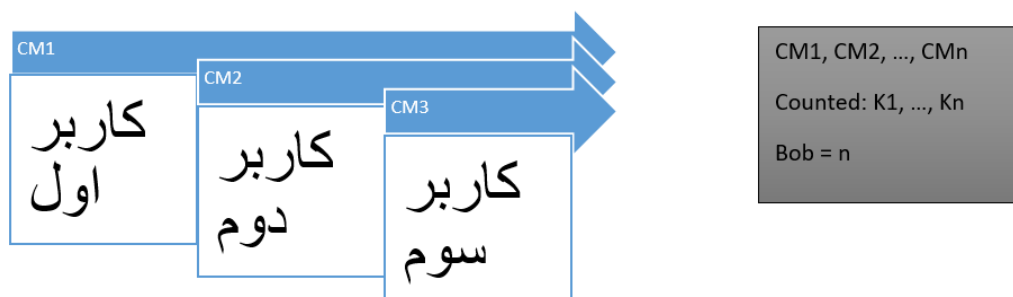 CM1
کاربر
اول
CM2
کاربر
دوم
CM3
کاربر
سوم
CM1, CM2, ..., CMn
Counted: K1, ..., Kn
Bob = n